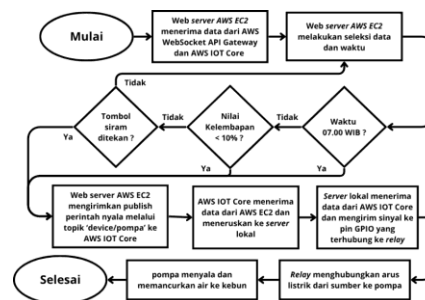 Mulai
Web server AWS EC2
menerima data dari AWS
WebSocket API Gateway
dan AWS IOT Core
Web server AWS EC2
melakukan seleksi data
dan waktu
Tidak
Tombol
siram
ditekan ?
Tidak
Nilai
Kelembapan
< 10% ?
Tidak
Waktu
07.00 WIB ?
Ya
Ya
Ya
Web server AWS EC2
mengirimkan publish
perintah nyala melalui
topik 'device/pompa' ke
AWS IOT Core
AWS IOT Core menerima
data dari AWS EC2 dan
meneruskan ke server
lokal
Server lokal menerima
data dari AWS IOT Core
dan mengirim sinyal ke
pin GPIO yang
terhubung ke relay
Selesai
pompa menyala dan
memancurkan air ke kebun
Relay menghubungkan arus
listrik dari sumber ke pompa